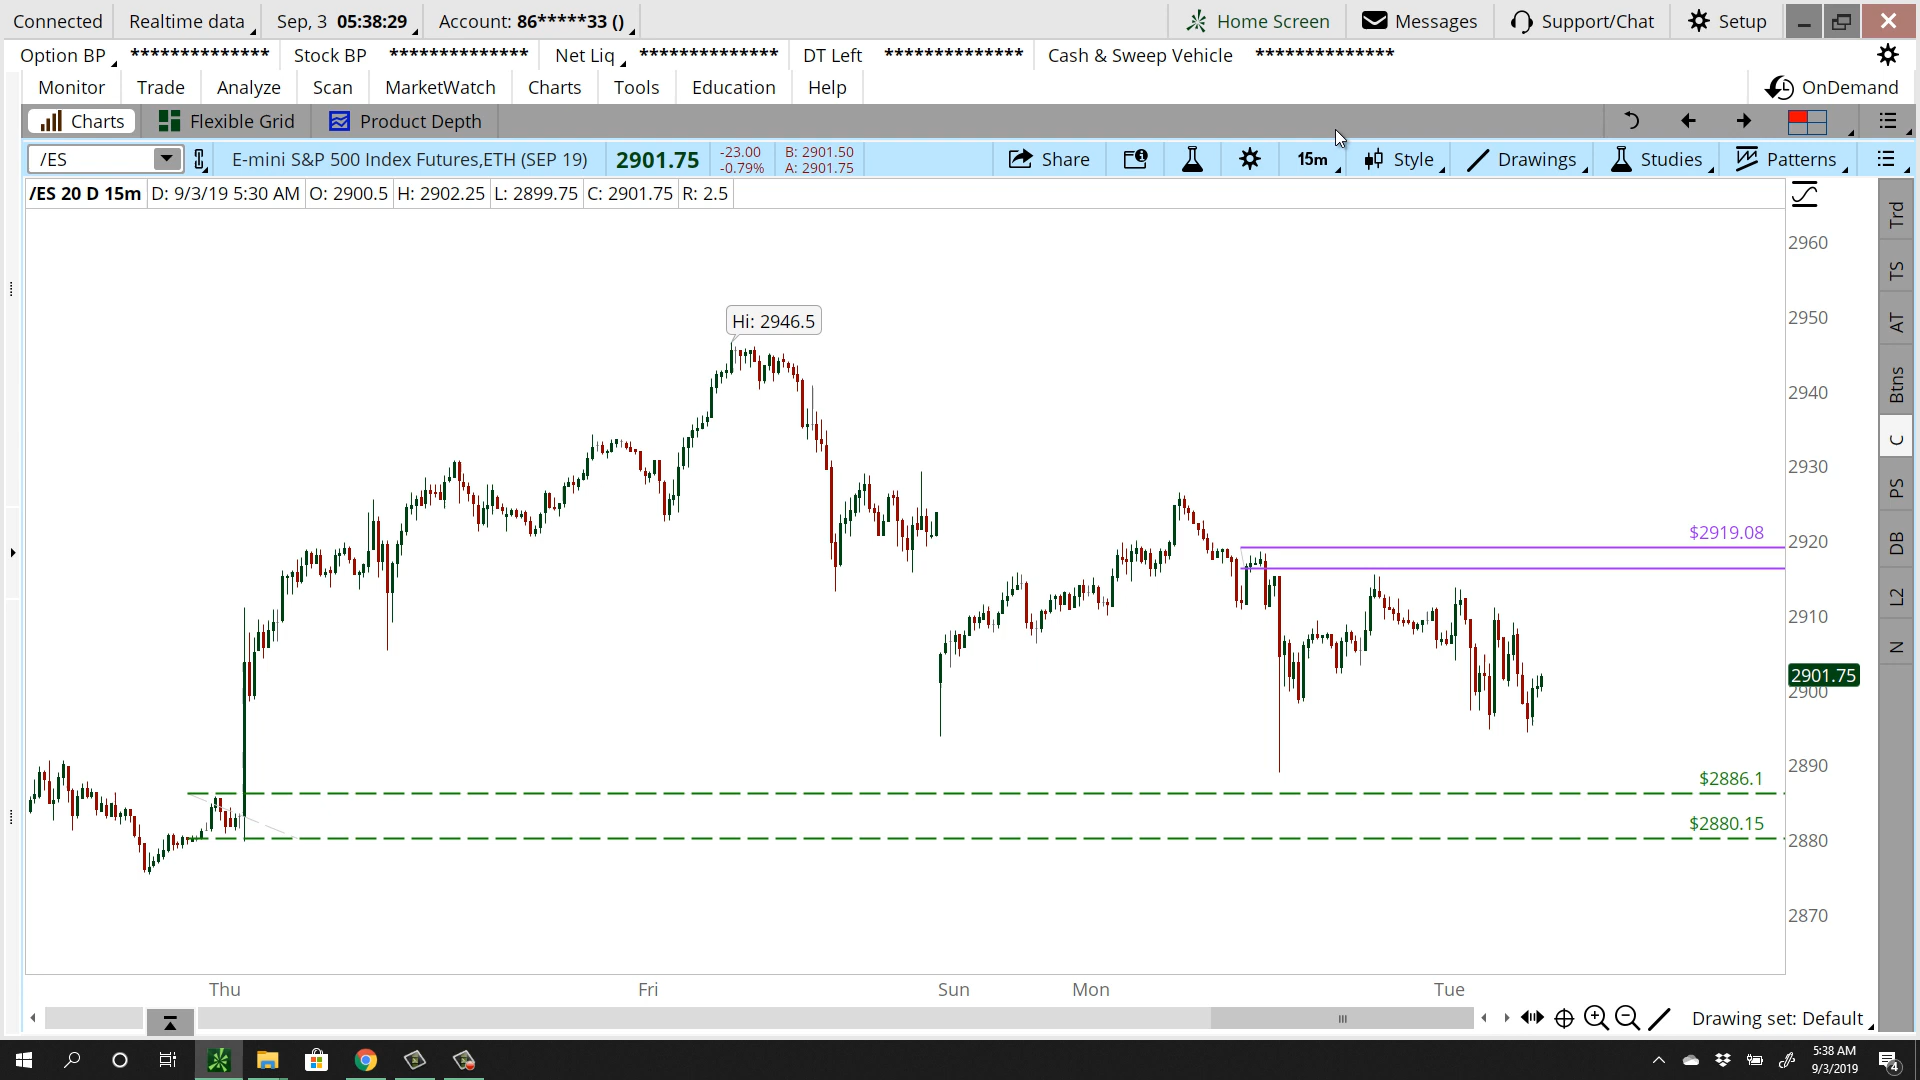 Connected Realtime data Sep, 3 05:38:29 Account: 86*****33 () Home Screen Messages Support/Chat Setup
Option BP ************** Stock BP ************** Net Liq ************** DT Left ************** Cash & Sweep Vehicle **************
Monitor Trade Analyze Scan MarketWatch Charts Tools Education Help OnDemand
Charts Flexible Grid Product Depth
/ES E-mini S&P 500 Index Futures,ETH (SEP 19) 2901.75 -23.00 -0.79% B: 2901.50 A: 2901.75 Share 15m Style Drawings Studies Patterns
/ES 20 D 15m D: 9/3/19 5:30 AM O: 2900.5 H: 2902.25 L: 2899.75 C: 2901.75 R: 2.5
Trd
TS
AT
Btns
C
PS
DB
L2
N
2960
2950
Hi: 2946.5
2940
2930
$2919.08
2920
2910
2901.75
2900
2890
$2886.1
$2880.15
2880
2870
Thu Fri Sun Mon Tue
Drawing set: Default
5:38 AM
9/3/2019
4